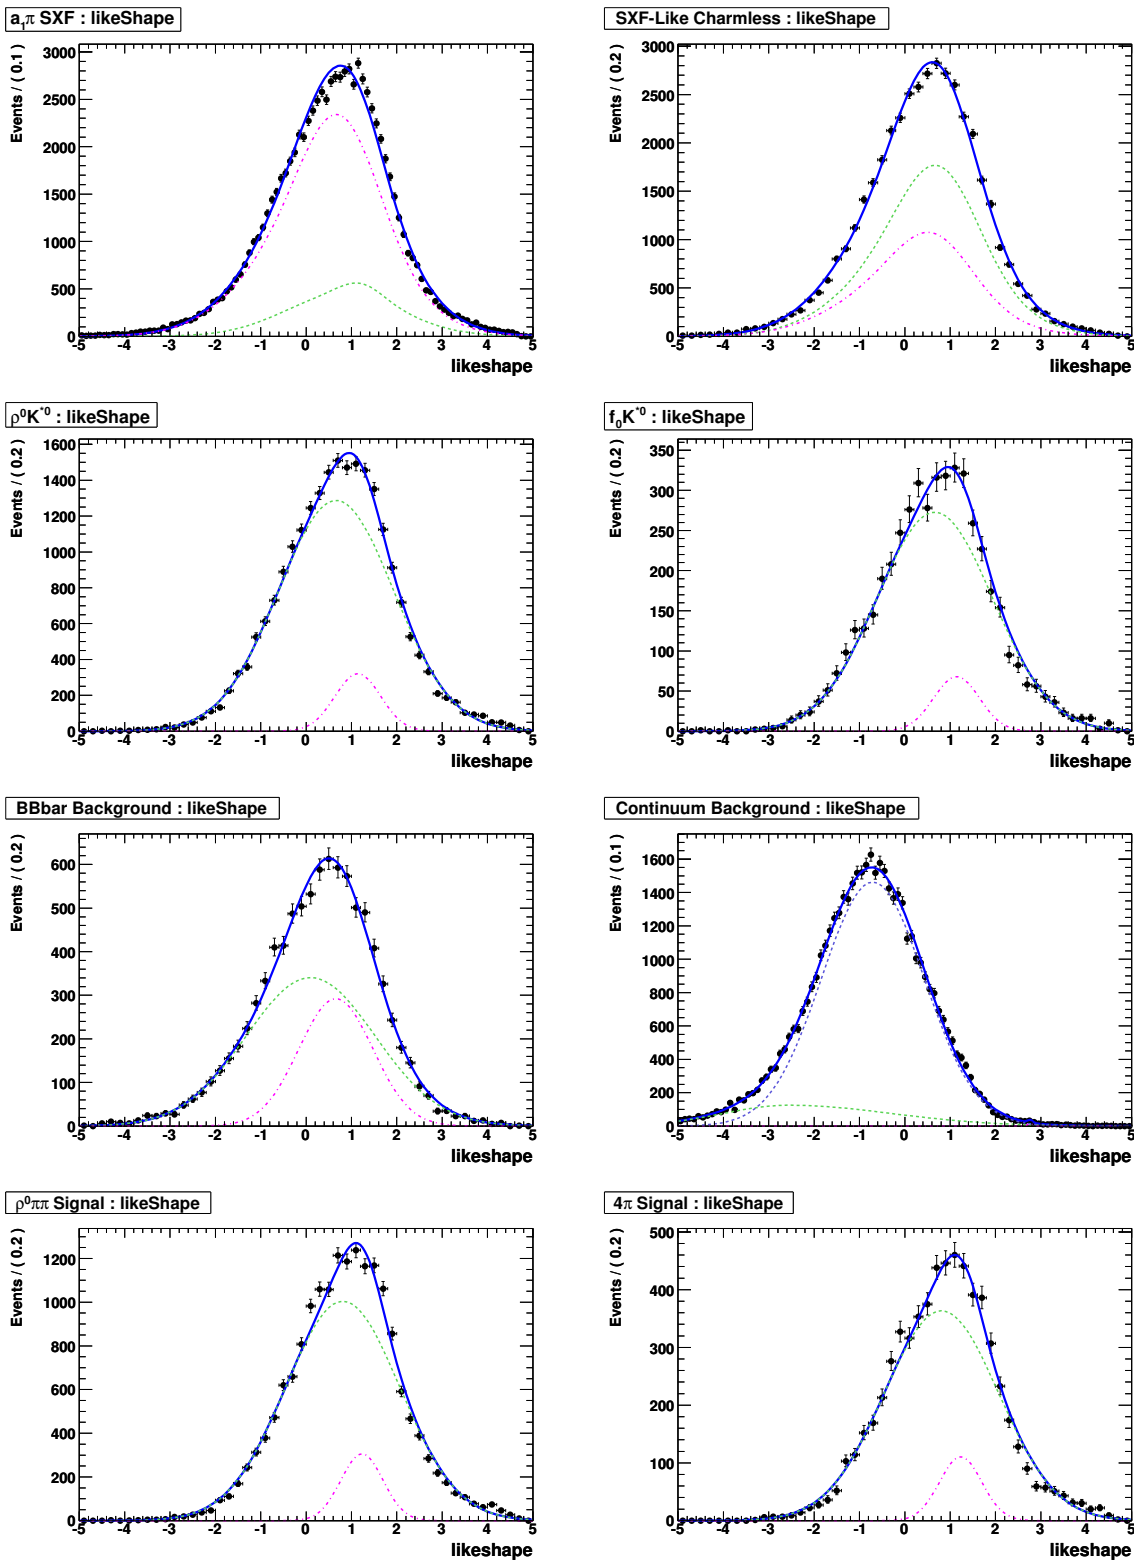 a₁π SXF : likeShape
Events / ( 0.1 )
3000
2500
2000
1500
1000
500
0
-5 -4 -3 -2 -1 0 1 2 3 4 5
likeshape
SXF-Like Charmless : likeShape
Events / ( 0.2 )
3000
2500
2000
1500
1000
500
0
-5 -4 -3 -2 -1 0 1 2 3 4 5
likeshape
ρ⁰K*⁰ : likeShape
Events / ( 0.2 )
1600
1400
1200
1000
800
600
400
200
0
-5 -4 -3 -2 -1 0 1 2 3 4 5
likeshape
f₀K*⁰ : likeShape
Events / ( 0.2 )
350
300
250
200
150
100
50
0
-5 -4 -3 -2 -1 0 1 2 3 4 5
likeshape
BBbar Background : likeShape
Events / ( 0.2 )
600
500
400
300
200
100
0
-5 -4 -3 -2 -1 0 1 2 3 4 5
likeshape
Continuum Background : likeShape
Events / ( 0.1 )
1600
1400
1200
1000
800
600
400
200
0
-5 -4 -3 -2 -1 0 1 2 3 4 5
likeshape
ρ⁰ππ Signal : likeShape
Events / ( 0.2 )
1200
1000
800
600
400
200
0
-5 -4 -3 -2 -1 0 1 2 3 4 5
likeshape
4π Signal : likeShape
Events / ( 0.2 )
500
400
300
200
100
0
-5 -4 -3 -2 -1 0 1 2 3 4 5
likeshape